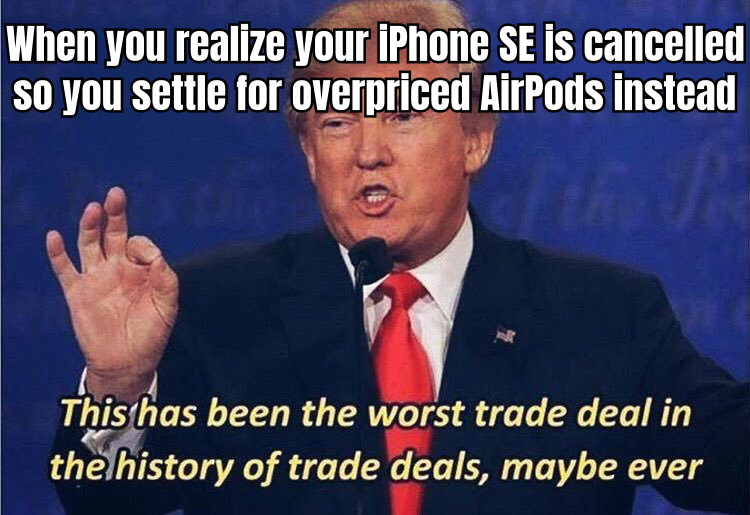 When you realize your iPhone SE is cancelled
so you settle for overpriced AirPods instead
This has been the worst trade deal in
the history of trade deals, maybe ever